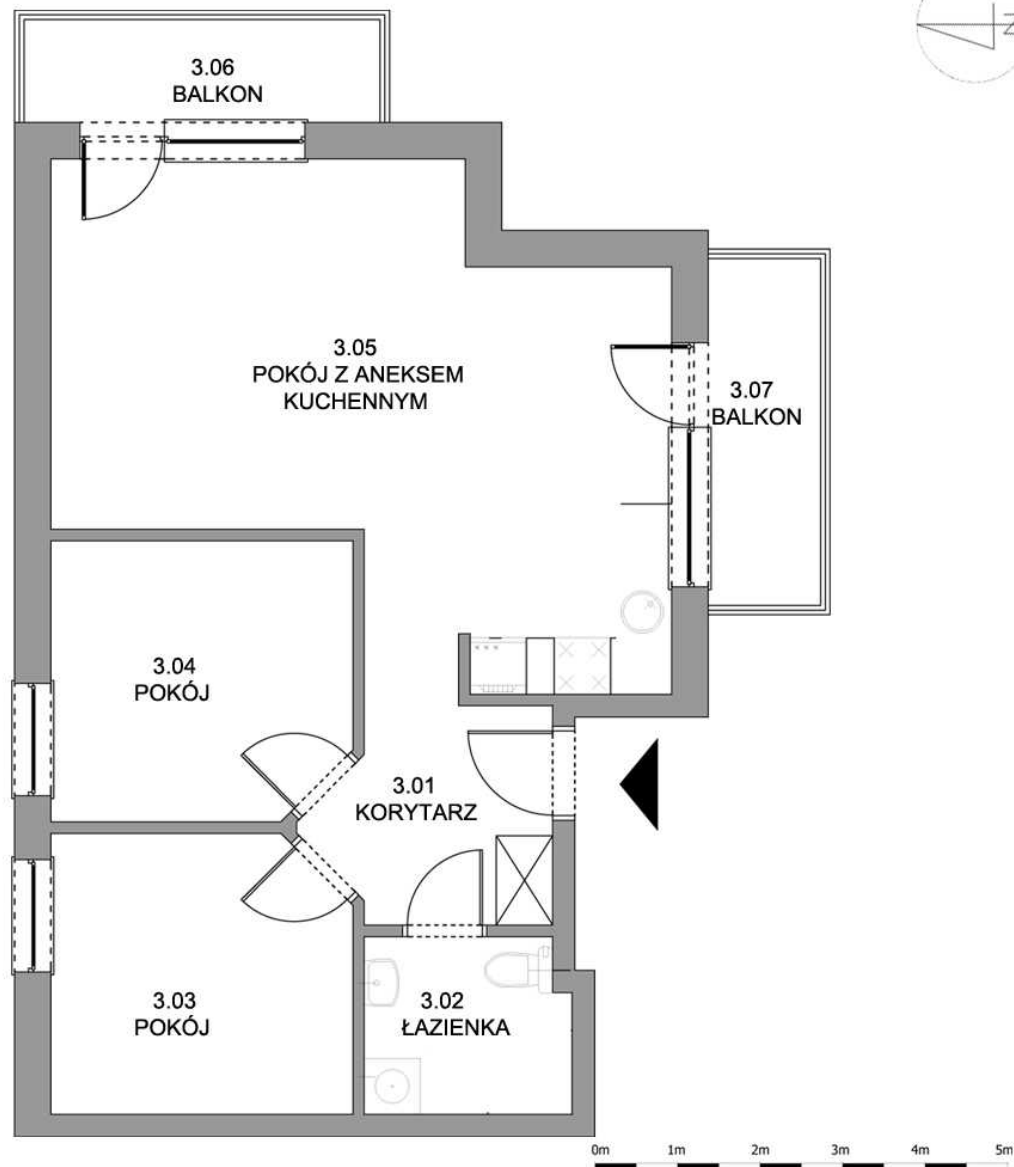 N
3.06
BALKON
3.05
POKÓJ Z ANEKSEM
KUCHENNYM
3.07
BALKON
3.04
POKÓJ
3.01
KORYTARZ
3.03
POKÓJ
3.02
ŁAZIENKA
0m 1m 2m 3m 4m 5m